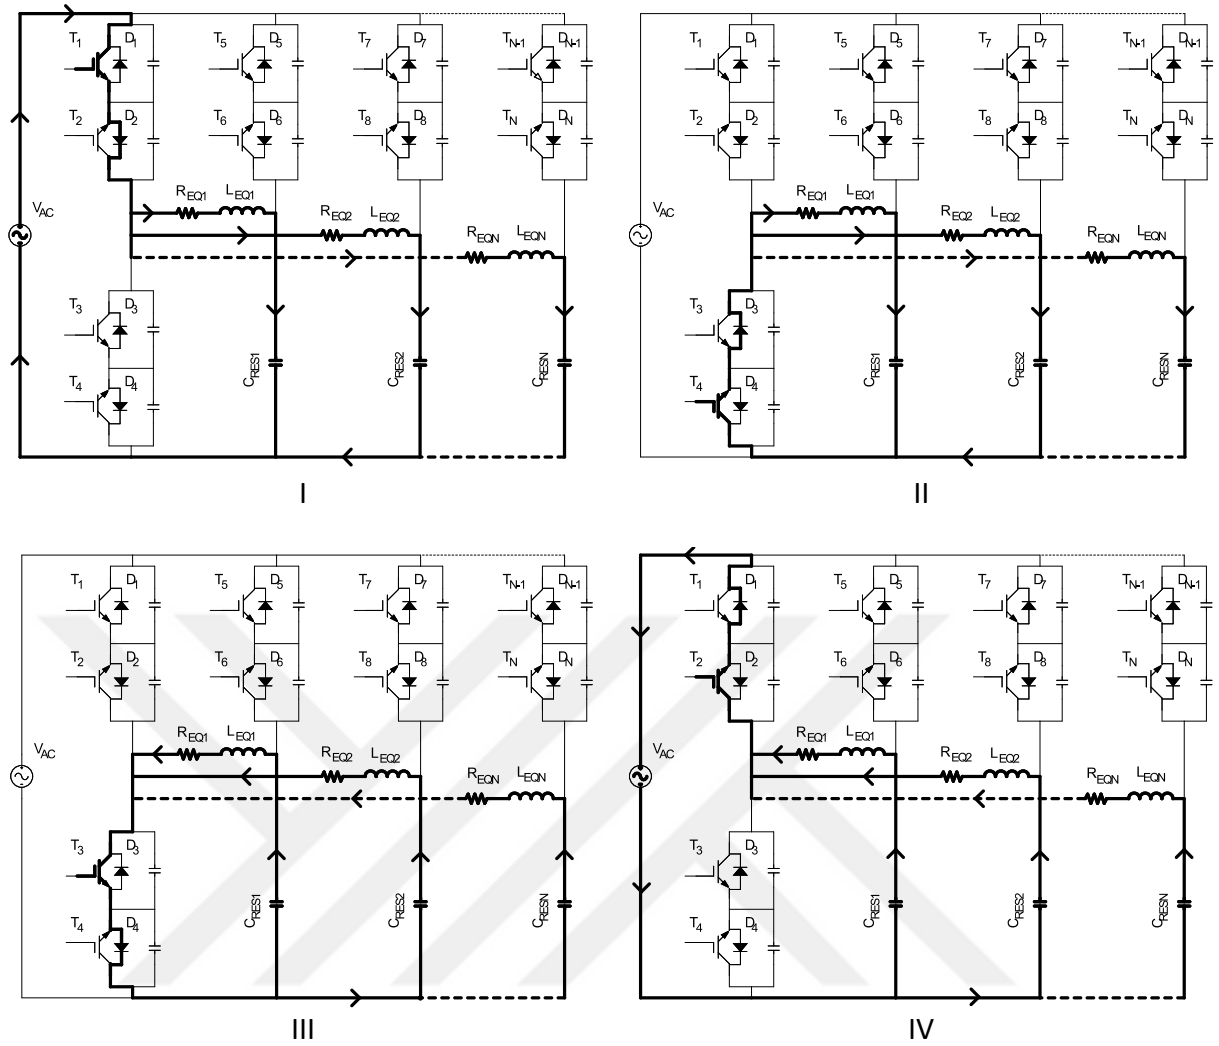 T1 D1 T5 D5 T7 D7 TN-1 DN-1
T2 D2 T6 D6 T8 D8 TN DN
REQ1 LEQ1
REQ2 LEQ2
REQN LEQN
VAC
T3 D3
T4 D4
CRES1 CRES2 CRESN
I
T1 D1 T5 D5 T7 D7 TN-1 DN-1
T2 D2 T6 D6 T8 D8 TN DN
REQ1 LEQ1
REQ2 LEQ2
REQN LEQN
VAC
T3 D3
T4 D4
CRES1 CRES2 CRESN
II
T1 D1 T5 D5 T7 D7 TN-1 DN-1
T2 D2 T6 D6 T8 D8 TN DN
REQ1 LEQ1
REQ2 LEQ2
REQN LEQN
VAC
T3 D3
T4 D4
CRES1 CRES2 CRESN
III
T1 D1 T5 D5 T7 D7 TN-1 DN-1
T2 D2 T6 D6 T8 D8 TN DN
REQ1 LEQ1
REQ2 LEQ2
REQN LEQN
VAC
T3 D3
T4 D4
CRES1 CRES2 CRESN
IV